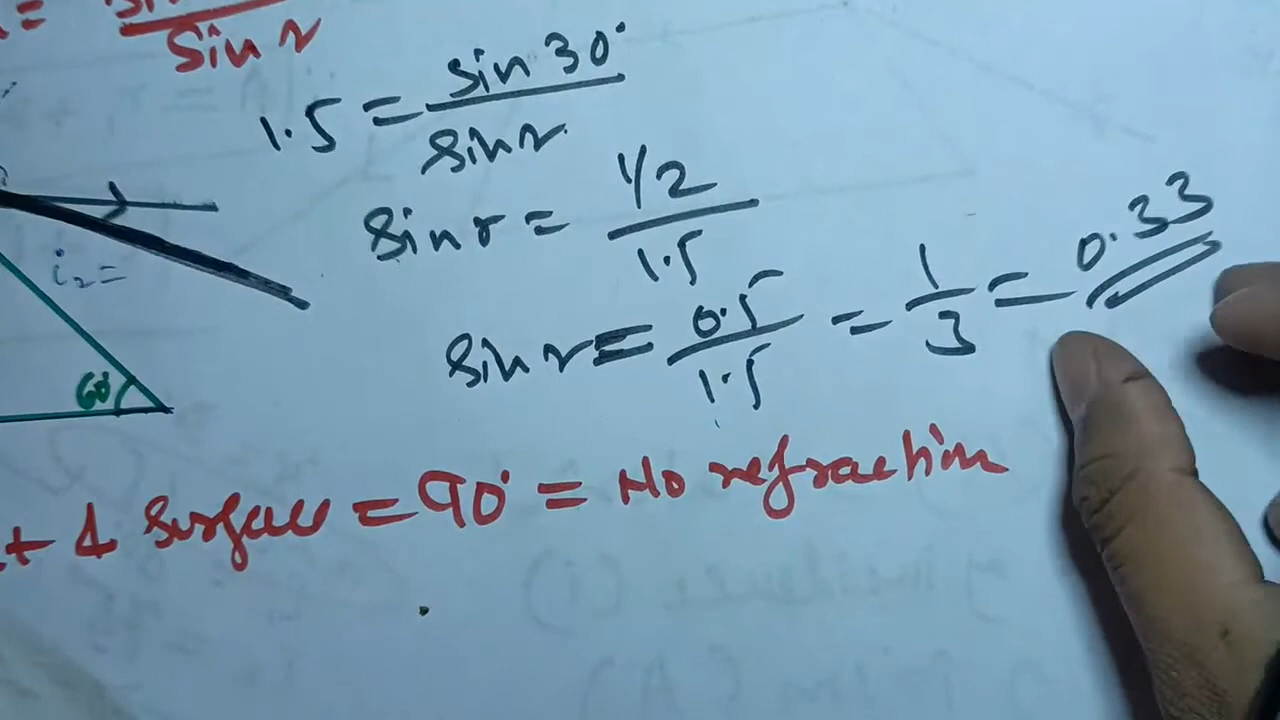 sin r
1.5 = sin 30° / sin r
sin r = 1/2 / 1.5
i₂ =
sin r = 0.5 / 1.5 = 1 / 3 = 0.33
60°
+ Surface = 90° = No refraction